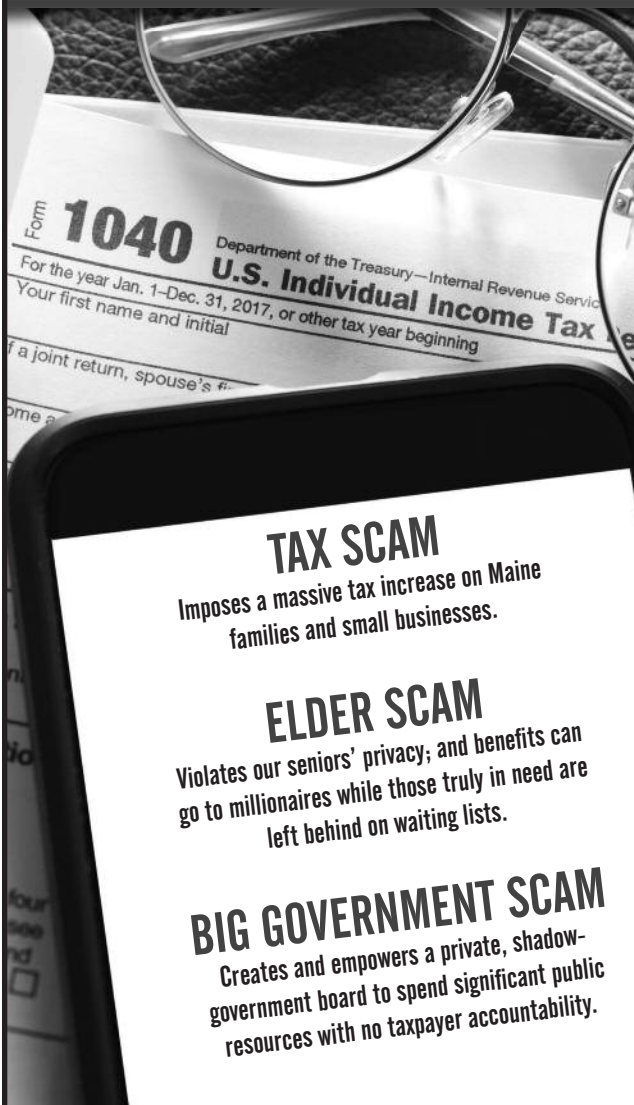 Form 1040
Department of the Treasury—Internal Revenue Servic
U.S. Individual Income Tax
For the year Jan. 1–Dec. 31, 2017, or other tax year beginning
Your first name and initial
f a joint return, spouse's
ome a
TAX SCAM
Imposes a massive tax increase on Maine
families and small businesses.
ELDER SCAM
Violates our seniors’ privacy; and benefits can
go to millionaires while those truly in need are
left behind on waiting lists.
BIG GOVERNMENT SCAM
Creates and empowers a private, shadow-
government board to spend significant public
resources with no taxpayer accountability.
four
see
nd